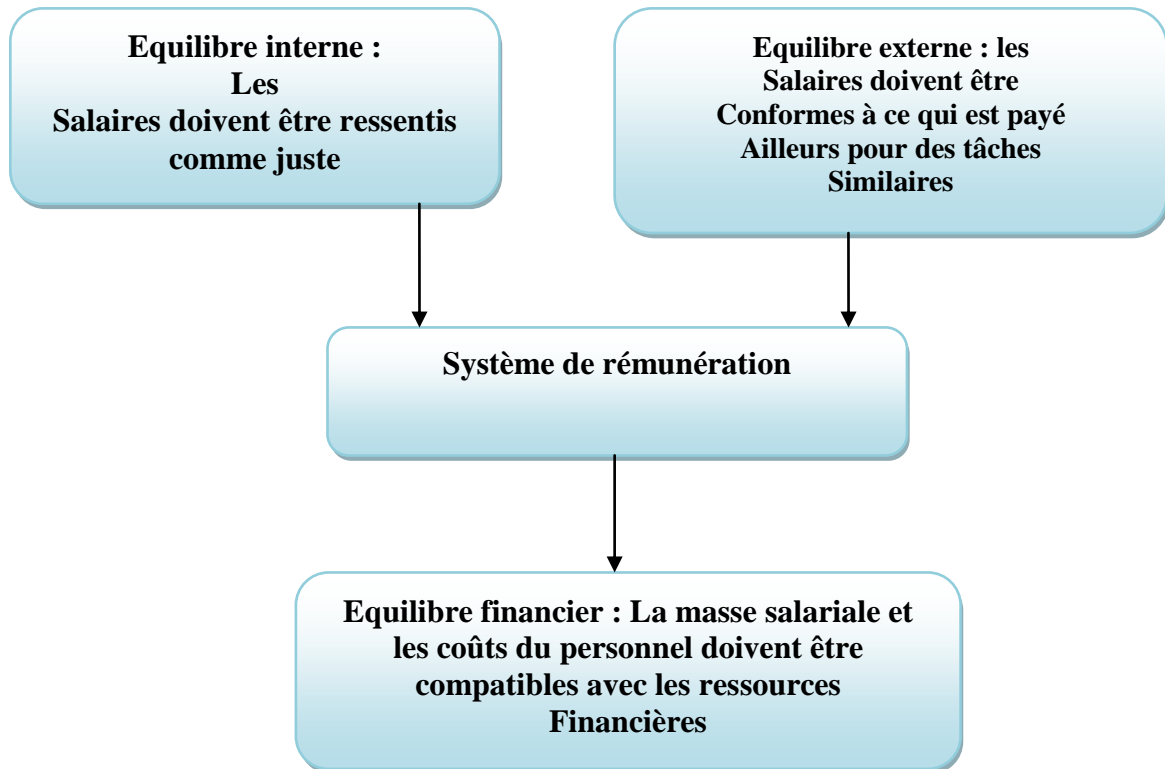 Equilibre interne :
Les
Salaires doivent être ressentis
comme juste
Equilibre externe : les
Salaires doivent être
Conformes à ce qui est payé
Ailleurs pour des tâches
Similaires
Système de rémunération
Equilibre financier : La masse salariale et
les coûts du personnel doivent être
compatibles avec les ressources
Financières